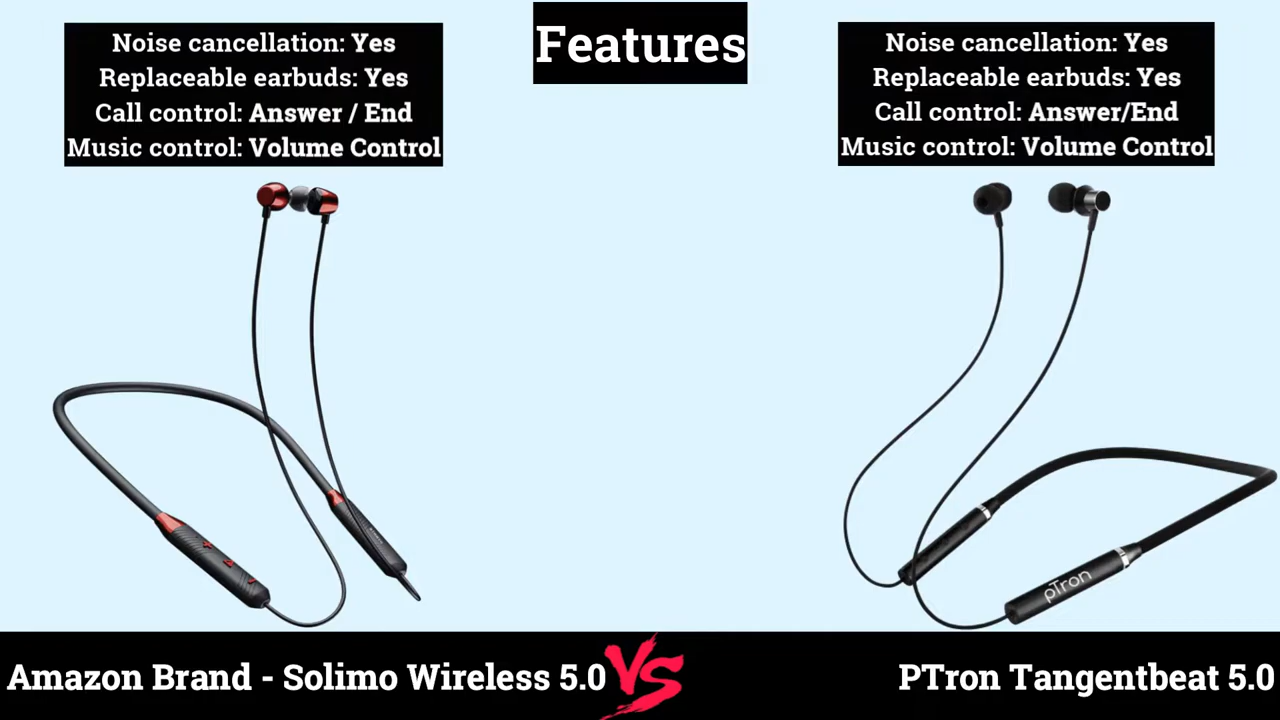 Features
Noise cancellation: Yes
Replaceable earbuds: Yes
Call control: Answer / End
Music control: Volume Control
Noise cancellation: Yes
Replaceable earbuds: Yes
Call control: Answer/End
Music control: Volume Control
pTron
Amazon Brand - Solimo Wireless 5.0
VS
PTron Tangentbeat 5.0